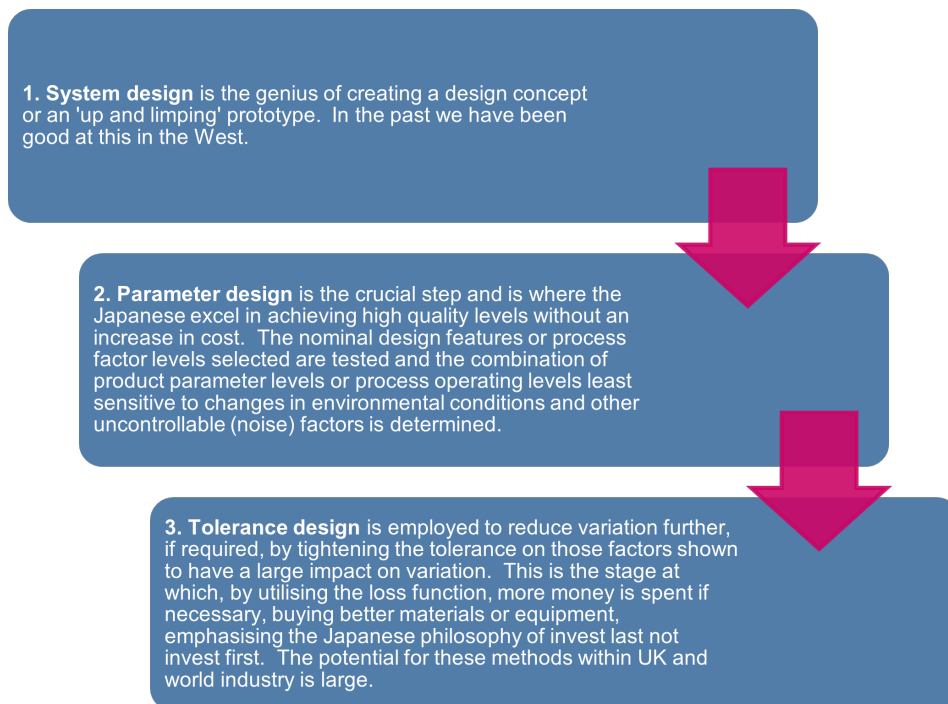 1. System design is the genius of creating a design concept
or an 'up and limping' prototype.  In the past we have been
good at this in the West.
2. Parameter design is the crucial step and is where the
Japanese excel in achieving high quality levels without an
increase in cost.  The nominal design features or process
factor levels selected are tested and the combination of
product parameter levels or process operating levels least
sensitive to changes in environmental conditions and other
uncontrollable (noise) factors is determined.
3. Tolerance design is employed to reduce variation further,
if required, by tightening the tolerance on those factors shown
to have a large impact on variation.  This is the stage at
which, by utilising the loss function, more money is spent if
necessary, buying better materials or equipment,
emphasising the Japanese philosophy of invest last not
invest first.  The potential for these methods within UK and
world industry is large.